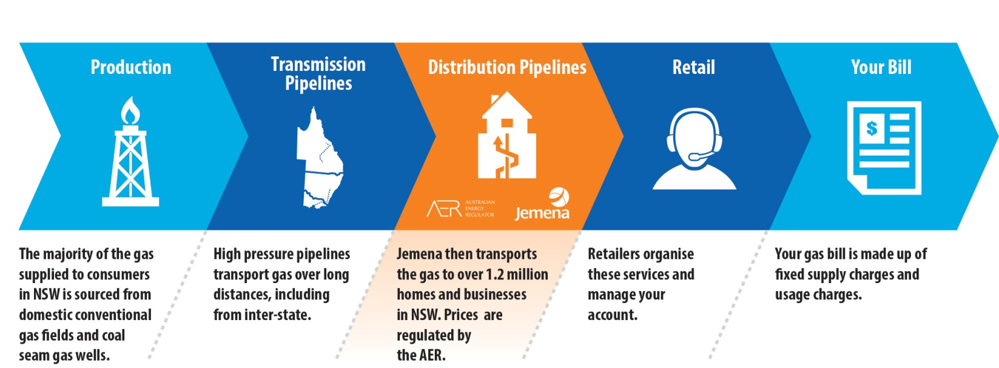 Production
Transmission
Pipelines
Distribution Pipelines
Retail
Your Bill
$
AER
AUSTRALIAN
ENERGY
REGULATOR
Jemena
The majority of the gas
supplied to consumers
in NSW is sourced from
domestic conventional
gas fields and coal
seam gas wells.
High pressure pipelines
transport gas over long
distances, including
from inter-state.
Jemena then transports
the gas to over 1.2 million
homes and businesses
in NSW. Prices are
regulated by
the AER.
Retailers organise
these services and
manage your
account.
Your gas bill is made up of
fixed supply charges and
usage charges.